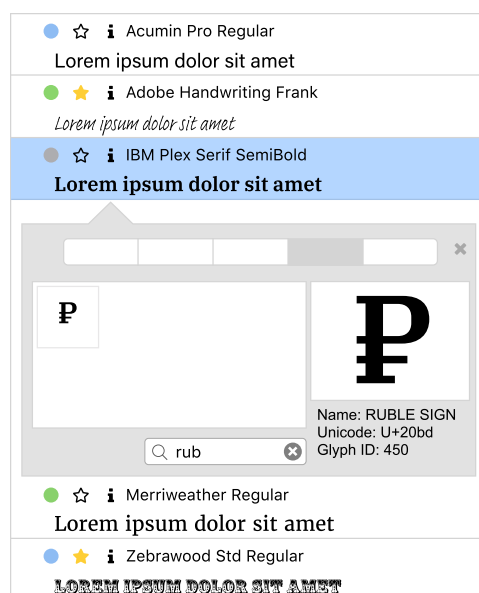 Acumin Pro Regular
Lorem ipsum dolor sit amet
Adobe Handwriting Frank
Lorem ipsum dolor sit amet
IBM Plex Serif SemiBold
Lorem ipsum dolor sit amet
₽
₽
Name: RUBLE SIGN
Unicode: U+20bd
Glyph ID: 450
rub
Merriweather Regular
Lorem ipsum dolor sit amet
Zebrawood Std Regular
LOREM IPSUM DOLOR SIT AMET